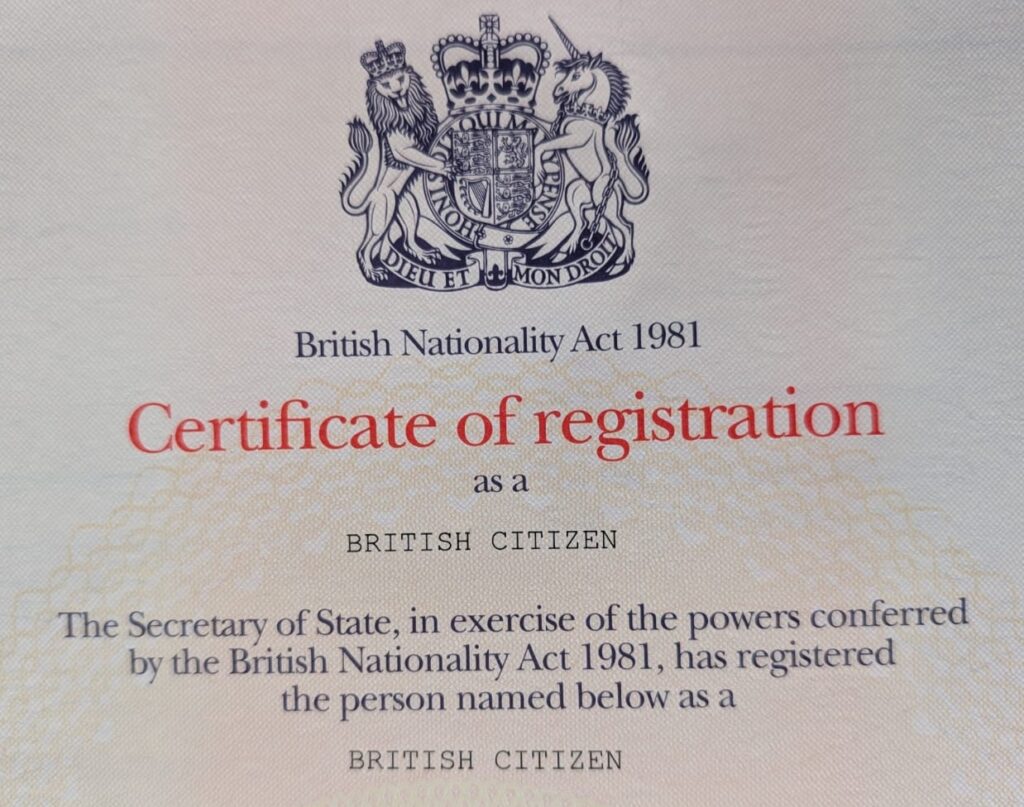 QUI M
HONI S
Y PENSE
DIEU ET MON DROIT
British Nationality Act 1981
Certificate of registration
as a
BRITISH CITIZEN
The Secretary of State, in exercise of the powers conferred
by the British Nationality Act 1981, has registered
the person named below as a
BRITISH CITIZEN